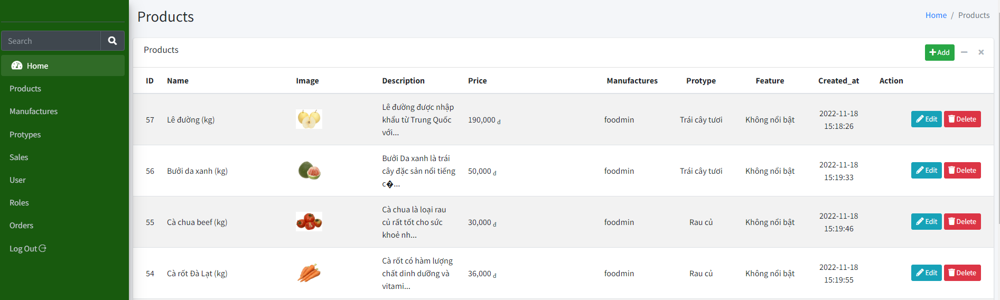 Products
Home / Products
Search
Home
Products
Manufactures
Protypes
Sales
User
Roles
Orders
Log Out
Products
Add
ID Name Image Description Price Manufactures Protype Feature Created_at Action
57 Lê đường (kg) Lê đường được nhập khẩu từ Trung Quốc với... 190,000 đ foodmin Trái cây tươi Không nổi bật 2022-11-18 15:18:26 Edit Delete
56 Bưởi da xanh (kg) Bưởi Da xanh là trái cây đặc sản nổi tiếng c�... 50,000 đ foodmin Trái cây tươi Không nổi bật 2022-11-18 15:19:33 Edit Delete
55 Cà chua beef (kg) Cà chua là loại rau củ rất tốt cho sức khoẻ nh... 30,000 đ foodmin Rau củ Không nổi bật 2022-11-18 15:19:46 Edit Delete
54 Cà rốt Đà Lạt (kg) Cà rốt có hàm lượng chất dinh dưỡng và vitami... 36,000 đ foodmin Rau củ Không nổi bật 2022-11-18 15:19:55 Edit Delete